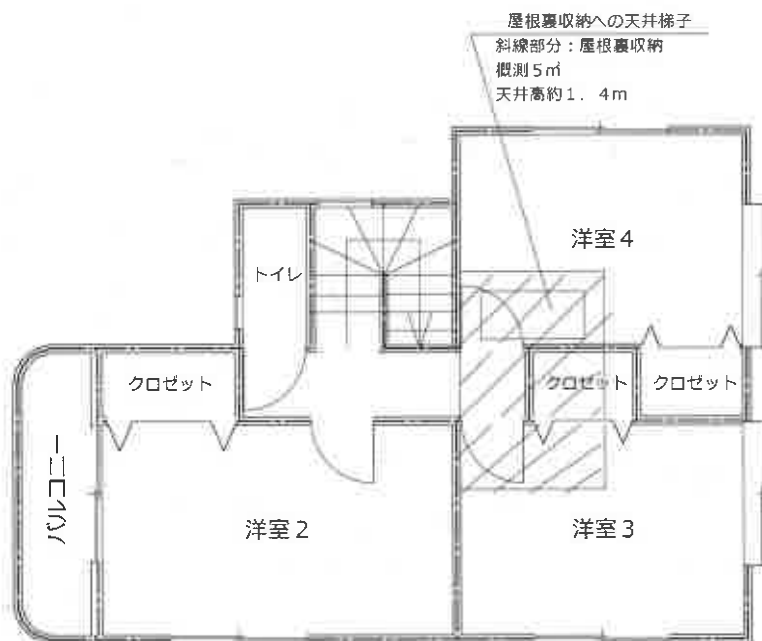 屋根裏収納への天井梯子
斜線部分：屋根裏収納
概測５㎡
天井高約１．４ｍ
洋室４
トイレ
クロゼット
クロゼット
クロゼット
バルコニー
洋室２
洋室３